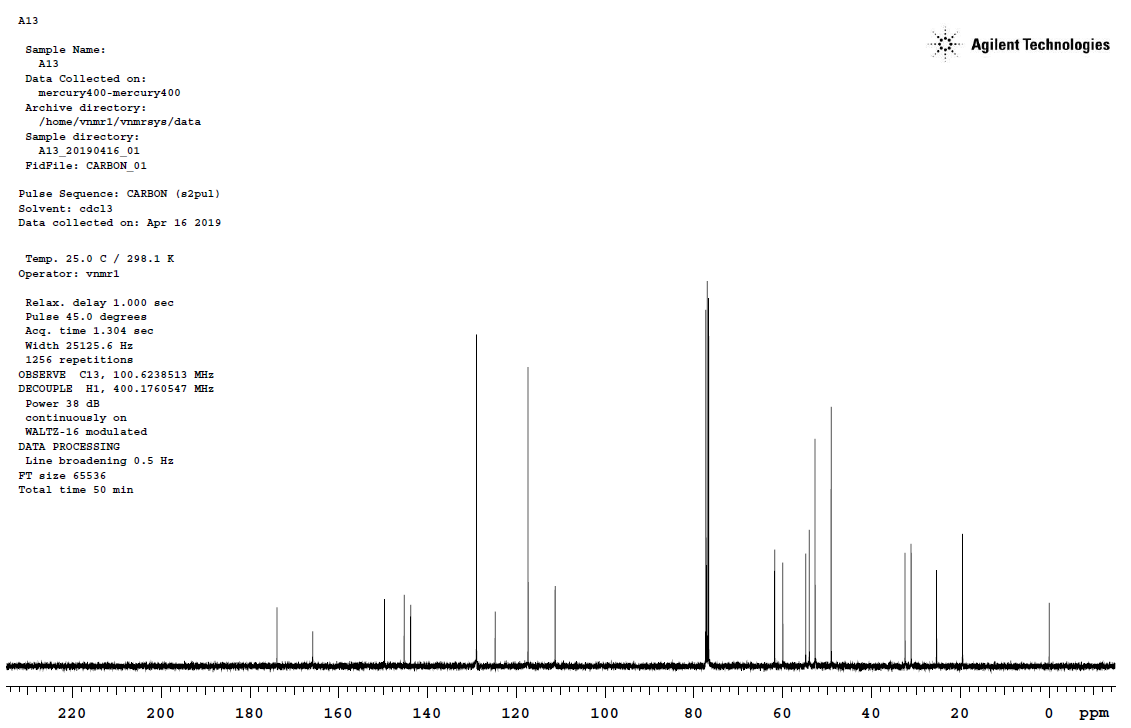 A13
Agilent Technologies
Sample Name:
A13
Data Collected on:
mercury400-mercury400
Archive directory:
/home/vnmr1/vnmrsys/data
Sample directory:
A13_20190416_01
FidFile: CARBON_01
Pulse Sequence: CARBON (s2pul)
Solvent: cdcl3
Data collected on: Apr 16 2019
Temp. 25.0 C / 298.1 K
Operator: vnmr1
Relax. delay 1.000 sec
Pulse 45.0 degrees
Acq. time 1.304 sec
Width 25125.6 Hz
1256 repetitions
OBSERVE  C13, 100.6238513 MHz
DECOUPLE  H1, 400.1760547 MHz
Power 38 dB
continuously on
WALTZ-16 modulated
DATA PROCESSING
Line broadening 0.5 Hz
FT size 65536
Total time 50 min
220 200 180 160 140 120 100 80 60 40 20 0 ppm